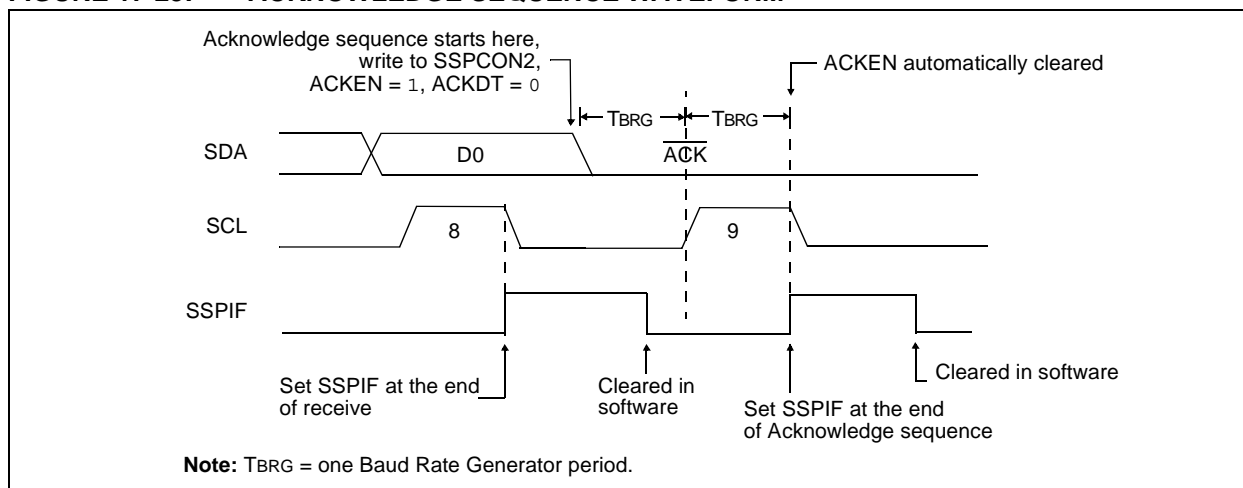 Acknowledge sequence starts here,
write to SSPCON2,
ACKEN = 1, ACKDT = 0
ACKEN automatically cleared
TBRG
TBRG
SDA
D0
ACK
SCL
8
9
SSPIF
Set SSPIF at the end
of receive
Cleared in
software
Set SSPIF at the end
of Acknowledge sequence
Cleared in software
Note: TBRG = one Baud Rate Generator period.